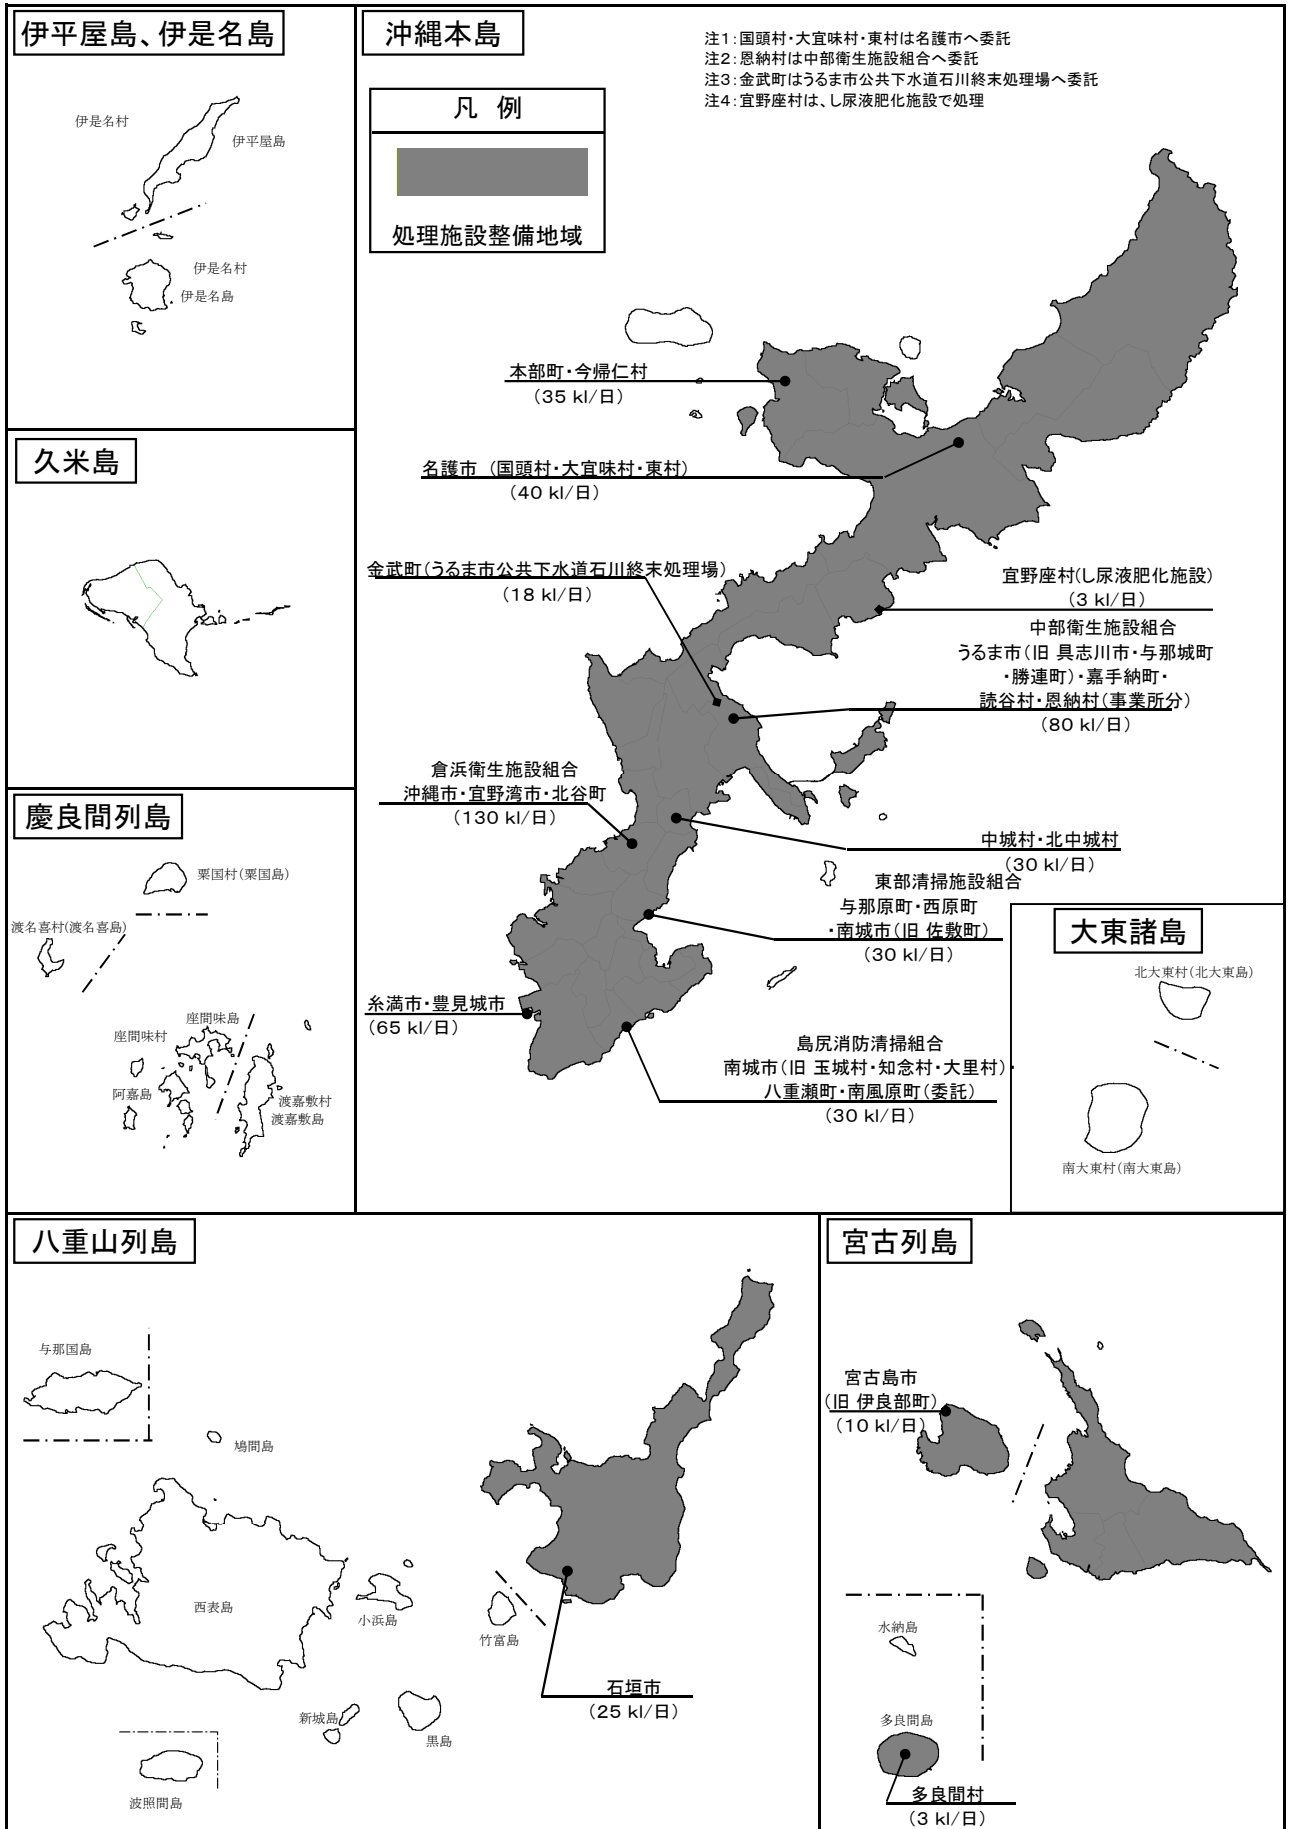 伊平屋島、伊是名島
伊是名村
伊平屋島
伊是名村
伊是名島
久米島
慶良間列島
粟国村(粟国島)
渡名喜村(渡名喜島)
座間味島
座間味村
阿嘉島
渡嘉敷村
渡嘉敷島
沖縄本島
注1:国頭村・大宜味村・東村は名護市へ委託
注2:恩納村は中部衛生施設組合へ委託
注3:金武町はうるま市公共下水道石川終末処理場へ委託
注4:宜野座村は、し尿液肥化施設で処理
凡 例
処理施設整備地域
本部町・今帰仁村
(35 kl/日)
名護市 (国頭村・大宜味村・東村)
(40 kl/日)
金武町(うるま市公共下水道石川終末処理場)
(18 kl/日)
宜野座村(し尿液肥化施設)
(3 kl/日)
中部衛生施設組合
うるま市(旧 具志川市・与那城町
・勝連町)・嘉手納町・
読谷村・恩納村(事業所分)
(80 kl/日)
倉浜衛生施設組合
沖縄市・宜野湾市・北谷町
(130 kl/日)
中城村・北中城村
(30 kl/日)
東部清掃施設組合
与那原町・西原町
・南城市(旧 佐敷町)
(30 kl/日)
糸満市・豊見城市
(65 kl/日)
島尻消防清掃組合
南城市(旧 玉城村・知念村・大里村)
八重瀬町・南風原町(委託)
(30 kl/日)
大東諸島
北大東村(北大東島)
南大東村(南大東島)
八重山列島
与那国島
鳩間島
西表島
小浜島
竹富島
新城島
黒島
波照間島
石垣市
(25 kl/日)
宮古列島
宮古島市
(旧 伊良部町)
(10 kl/日)
水納島
多良間島
多良間村
(3 kl/日)